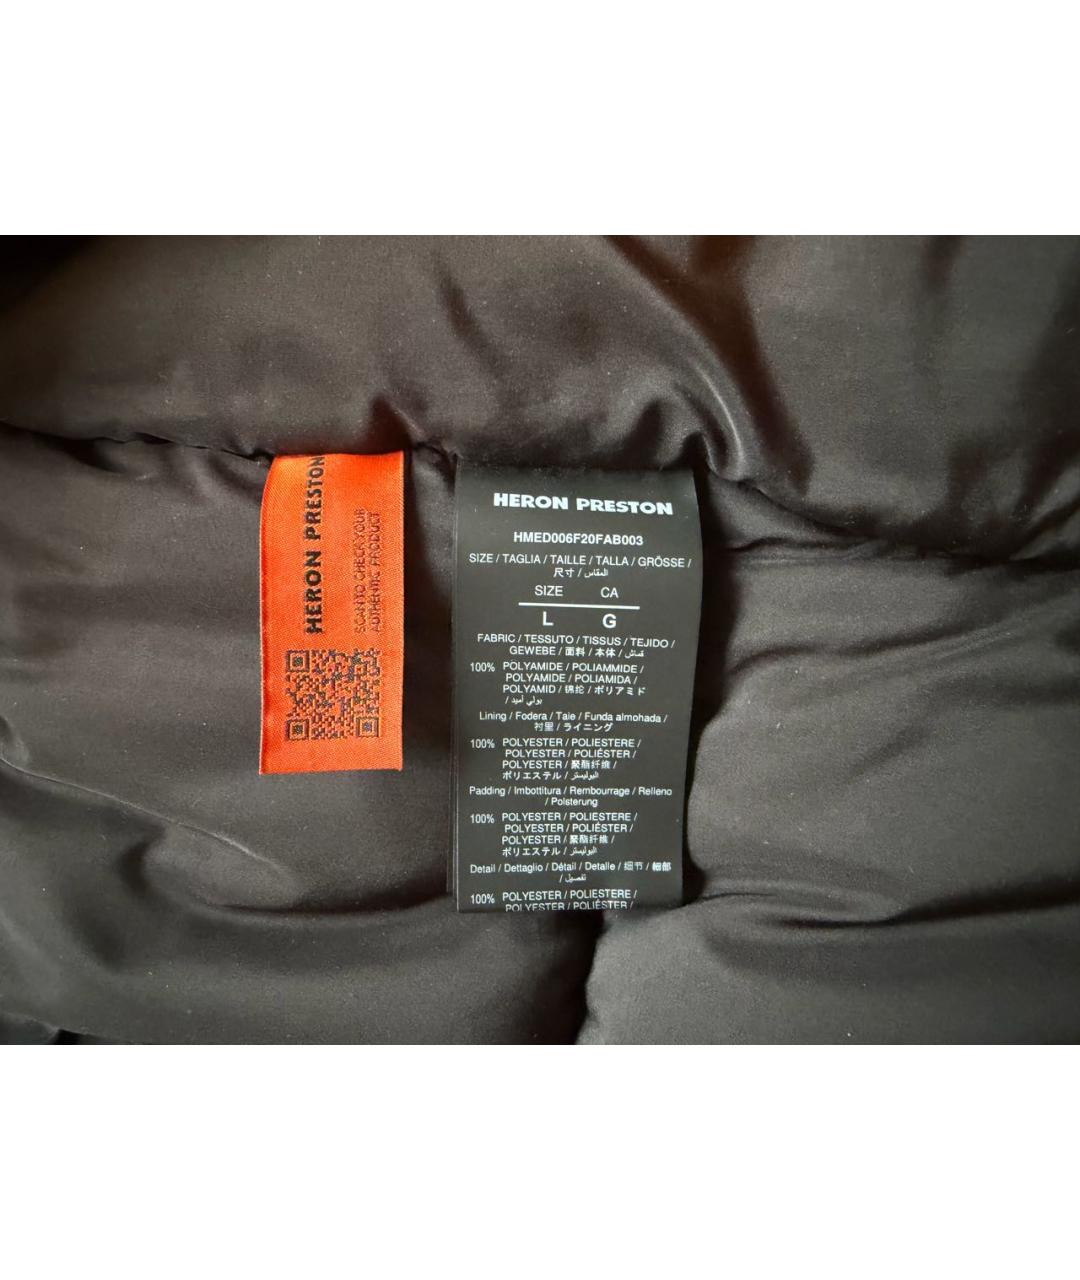 HERON PRESTON
SCAN TO CHECK YOUR
AUTHENTIC PRODUCT
HERON PRESTON
HMED006F20FAB003
SIZE / TAGLIA / TAILLE / TALLA / GRÖSSE /
尺寸 / المقاس /
SIZE CA
L G
FABRIC / TESSUTO / TISSUS / TEJIDO /
GEWEBE / 面料 / 本体 / قماش /
100% POLYAMIDE / POLIAMMIDE /
POLYAMIDE / POLIAMIDA /
POLYAMID / 锦纶 / ポリアミド
/ بولي أميد
Lining / Fodera / Taie / Funda almohada /
衬里 / ライニング
100% POLYESTER / POLIESTERE /
POLYESTER / POLIÉSTER /
POLYESTER / 聚酯纤维 /
ポリエステル / البوليستر
Padding / Imbottitura / Rembourrage / Relleno
/ Polsterung
100% POLYESTER / POLIESTERE /
POLYESTER / POLIÉSTER /
POLYESTER / 聚酯纤维 /
ポリエステル / البوليستر
Detail / Dettaglio / Détail / Detalle / 细节 / 細部
/ تفصيل
100% POLYESTER / POLIESTERE /
POLYESTER / POLIÉSTER /